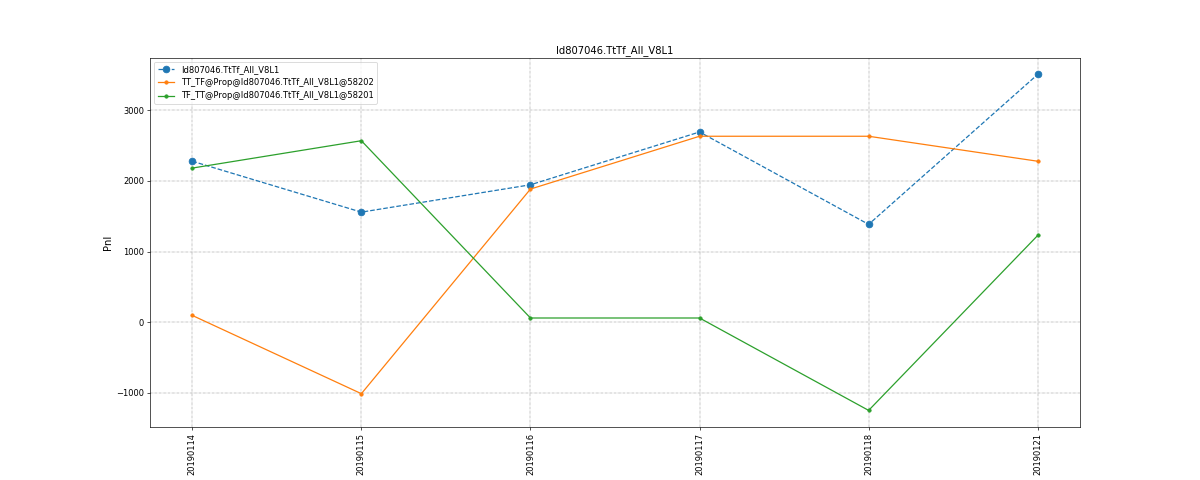 Id807046.TtTf_All_V8L1
Id807046.TtTf_All_V8L1
TT_TF@Prop@Id807046.TtTf_All_V8L1@58202
TF_TT@Prop@Id807046.TtTf_All_V8L1@58201
3000
2000
1000
0
−1000
Pnl
20190114
20190115
20190116
20190117
20190118
20190121